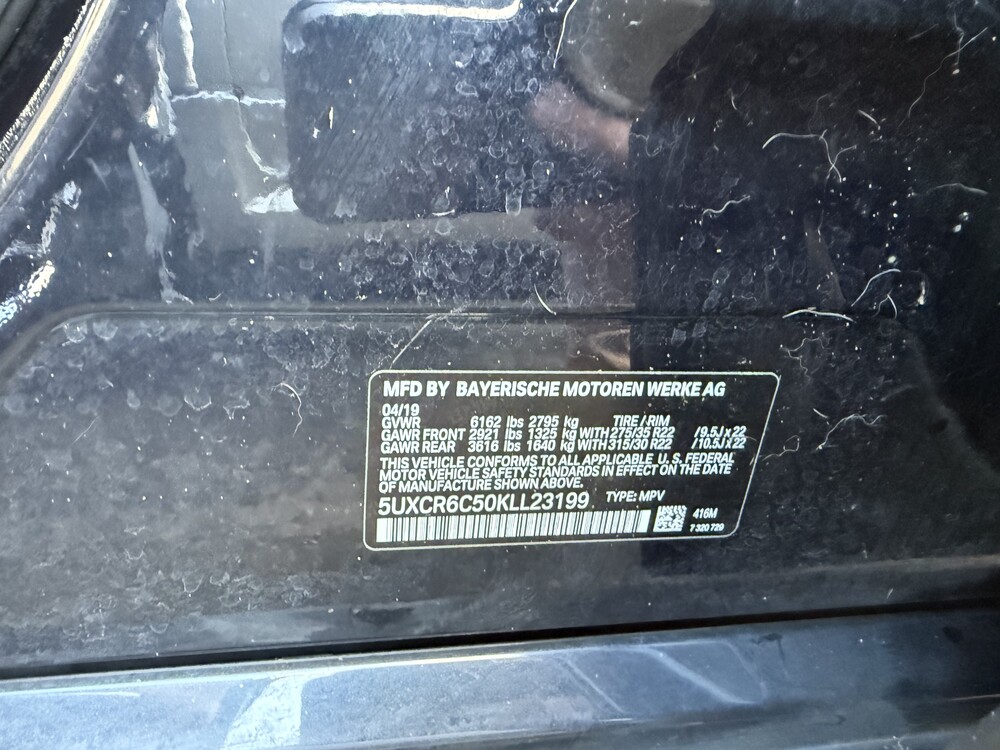 MFD BY BAYERISCHE MOTOREN WERKE AG
04/19
GVWR 6162 lbs 2795 kg TIRE / RIM
GAWR FRONT 2921 lbs 1325 kg WITH 275/35 R22 /9.5J x 22
GAWR REAR 3616 lbs 1640 kg WITH 315/30 R22 /10.5J x 22
THIS VEHICLE CONFORMS TO ALL APPLICABLE U. S. FEDERAL
MOTOR VEHICLE SAFETY STANDARDS IN EFFECT ON THE DATE
OF MANUFACTURE SHOWN ABOVE.
5UXCR6C50KLL23199 TYPE: MPV
416M
7 320 729